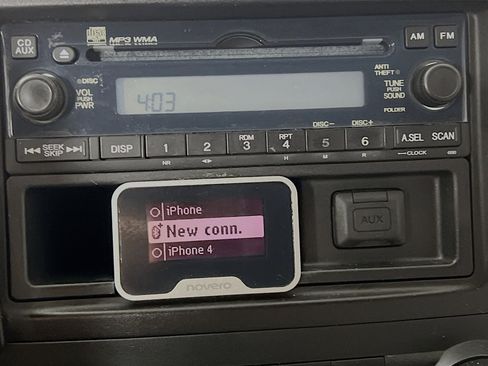 MP3 WMA
CD
AUX
AM
FM
DISC
VOL
PUSH
PWR
4:03
ANTI
THEFT
TUNE
PUSH
SOUND
FOLDER
SEEK
SKIP
DISP
1
2
RDM
3
RPT
4
DISC−
5
DISC+
6
A.SEL
SCAN
NR
H
M
R
CLOCK
iPhone
New conn.
iPhone 4
novero
AUX